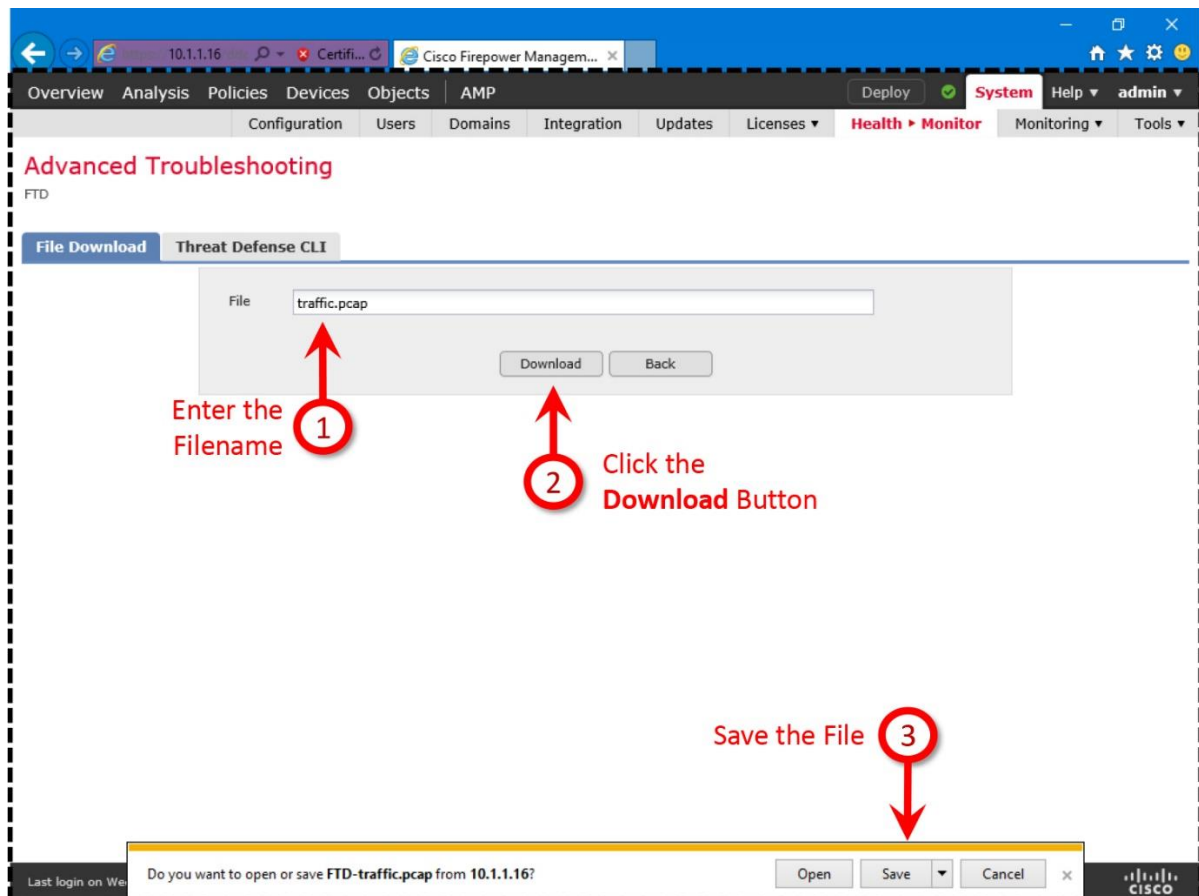 10.1.1.16 Certifi... Cisco Firepower Managem...
Overview Analysis Policies Devices Objects AMP Deploy System Help admin
Configuration Users Domains Integration Updates Licenses Health Monitor Monitoring Tools
Advanced Troubleshooting
FTD
File Download Threat Defense CLI
File traffic.pcap
Download Back
Enter the
Filename
1
2
Click the
Download Button
Save the File 3
Do you want to open or save FTD-traffic.pcap from 10.1.1.16? Open Save Cancel
Last login on We
CISCO